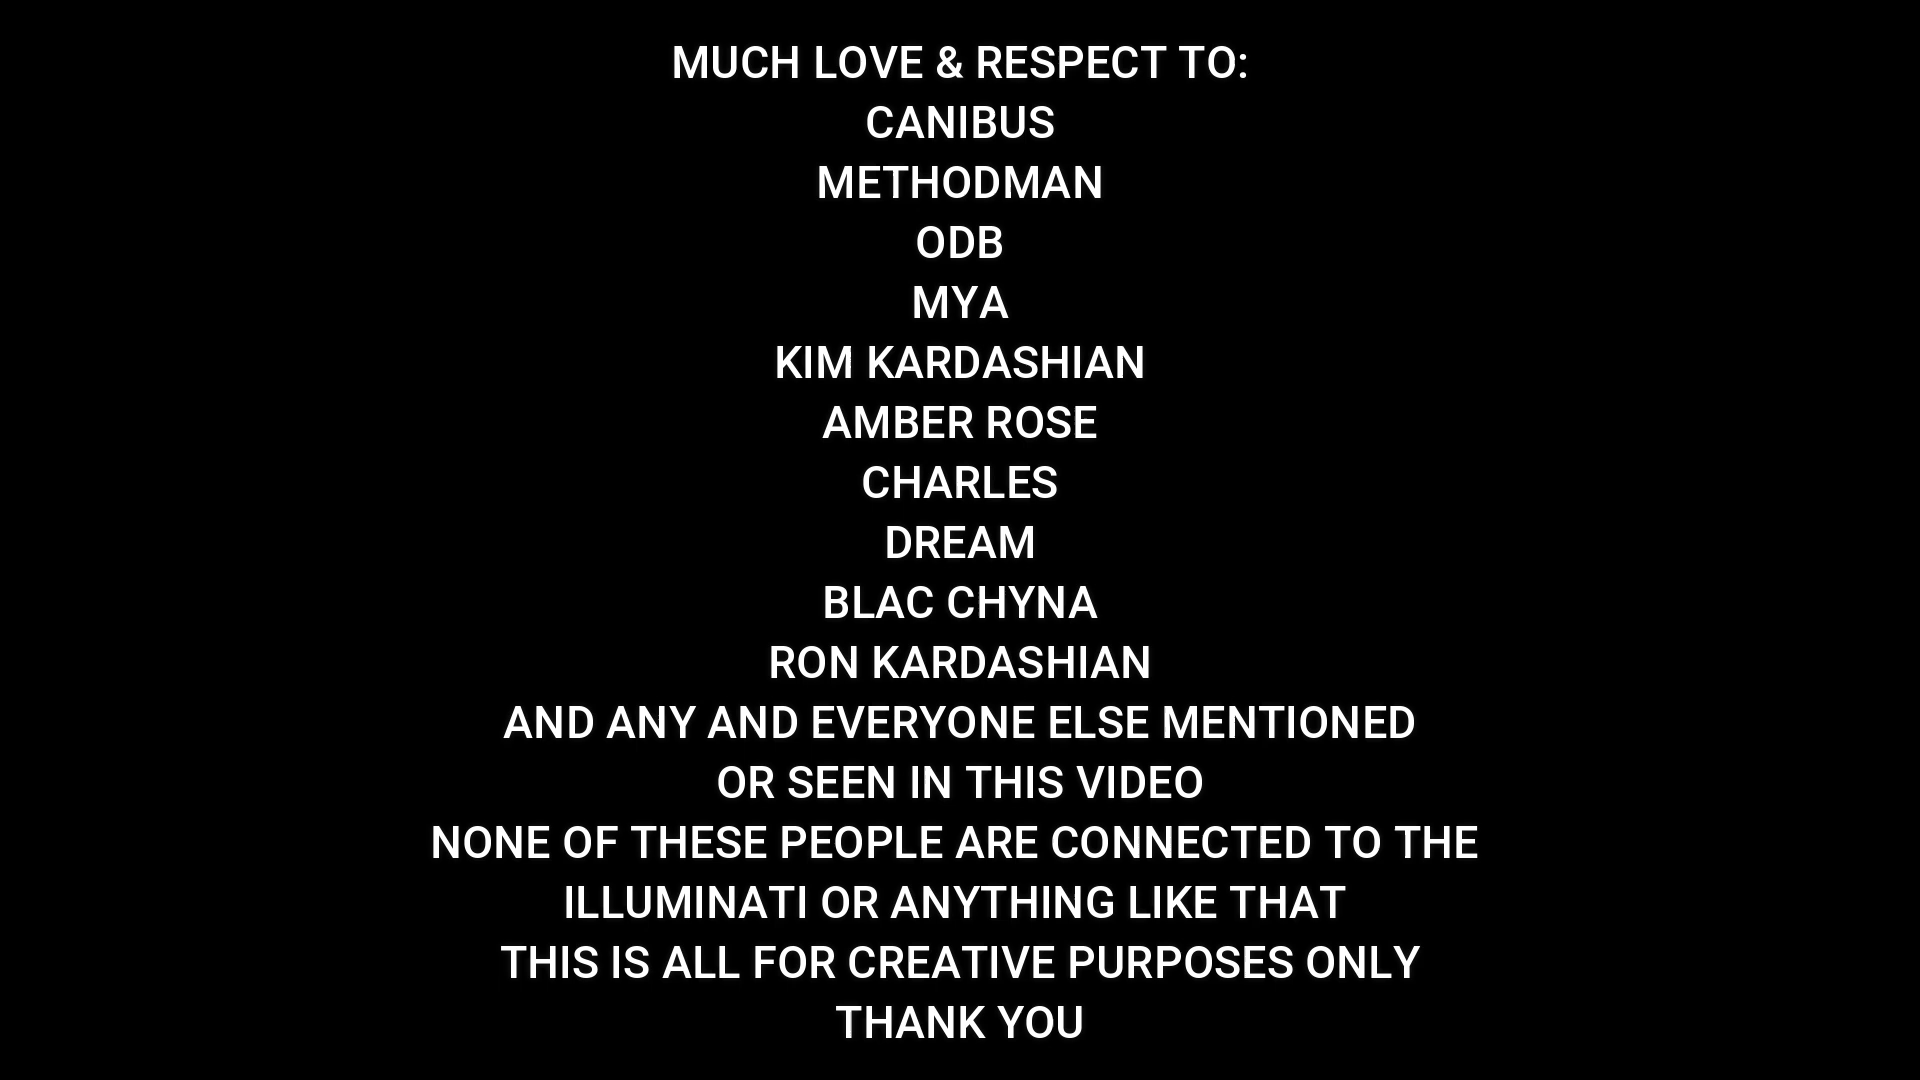 MUCH LOVE & RESPECT TO:
CANIBUS
METHODMAN
ODB
MYA
KIM KARDASHIAN
AMBER ROSE
CHARLES
DREAM
BLAC CHYNA
RON KARDASHIAN
AND ANY AND EVERYONE ELSE MENTIONED
OR SEEN IN THIS VIDEO
NONE OF THESE PEOPLE ARE CONNECTED TO THE
ILLUMINATI OR ANYTHING LIKE THAT
THIS IS ALL FOR CREATIVE PURPOSES ONLY
THANK YOU